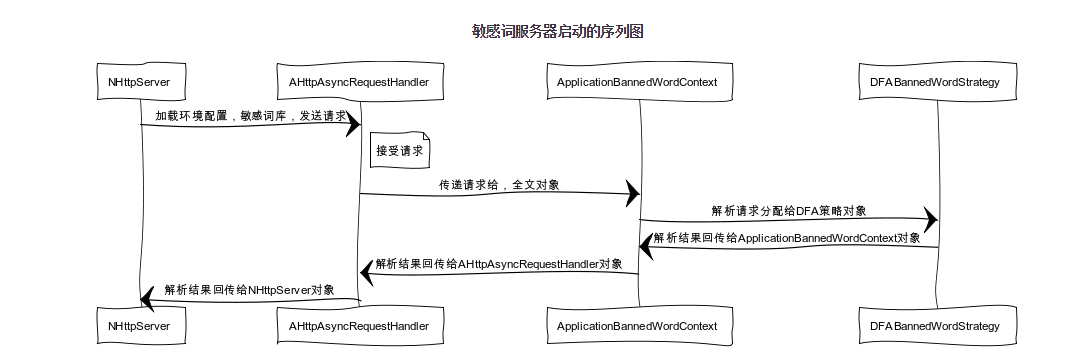 敏感词服务器启动的序列图
NHttpServer
AHttpAsyncRequestHandler
ApplicationBannedWordContext
DFABannedWordStrategy
加载环境配置，敏感词库，发送请求
接受请求
传递请求给，全文对象
解析请求分配给DFA策略对象
解析结果回传给ApplicationBannedWordContext对象
解析结果回传给AHttpAsyncRequestHandler对象
解析结果回传给NHttpServer对象
NHttpServer
AHttpAsyncRequestHandler
ApplicationBannedWordContext
DFABannedWordStrategy